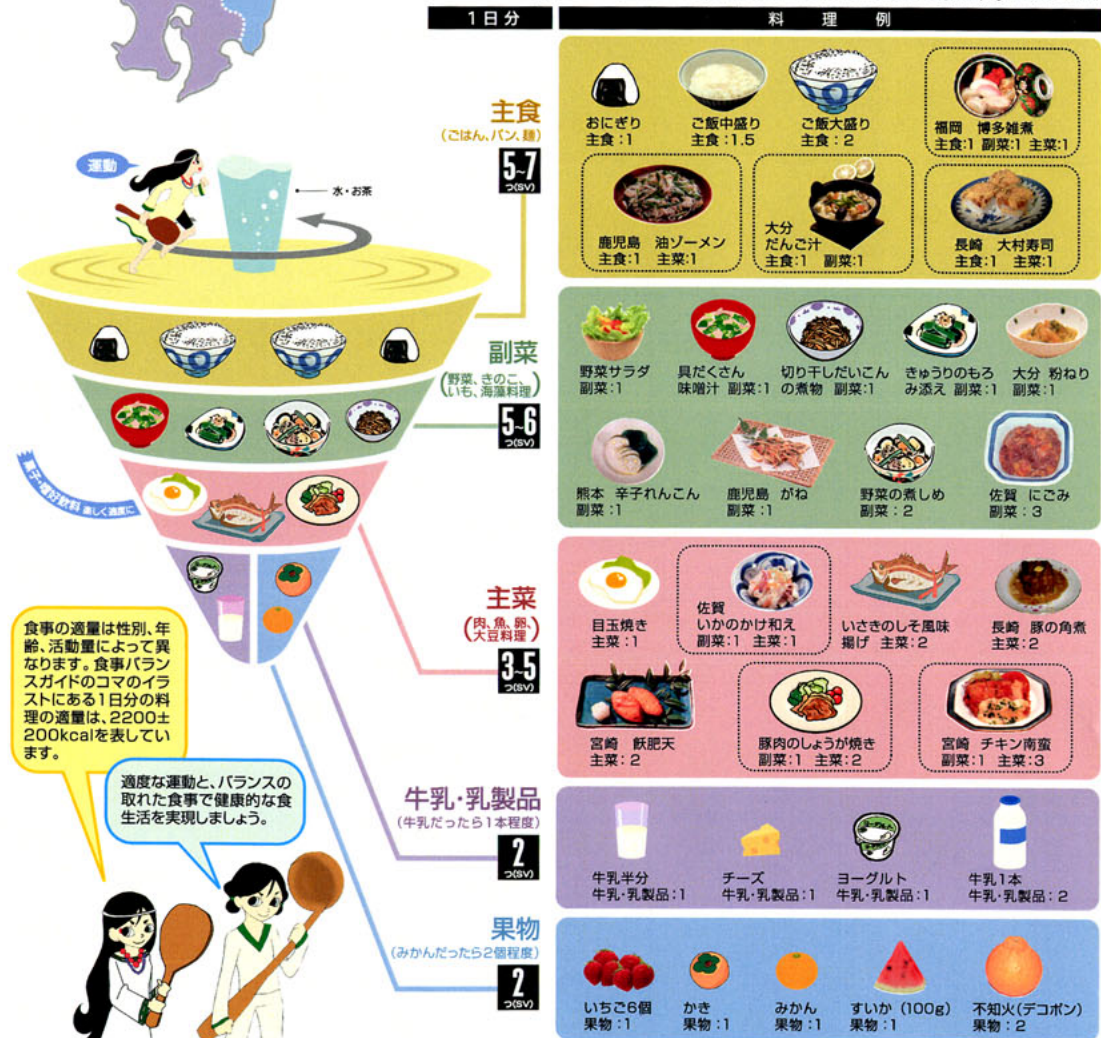 1日分
料理例
主食
(ごはん、パン、麺)
5~7
つ(SV)
運動
水・お茶
おにぎり
主食:1
ご飯中盛り
主食:1.5
ご飯大盛り
主食:2
福岡 博多雑煮
主食:1 副菜:1 主菜:1
鹿児島 油ゾーメン
主食:1 主菜:1
大分
だんご汁
主食:1 副菜:1
長崎 大村寿司
主食:1 主菜:1
副菜
(野菜、きのこ、
いも、海藻料理)
5~6
つ(SV)
野菜サラダ
副菜:1
具だくさん
味噌汁 副菜:1
切り干しだいこん
の煮物 副菜:1
きゅうりのもろ
み添え 副菜:1
大分 粉ねり
副菜:1
熊本 辛子れんこん
副菜:1
鹿児島 がね
副菜:1
野菜の煮しめ
副菜:2
佐賀 にごみ
副菜:3
菓子・嗜好飲料 楽しく適度に
主菜
(肉、魚、卵、
大豆料理)
3~5
つ(SV)
目玉焼き
主菜:1
佐賀
いかのかけ和え
副菜:1 主菜:1
いさきのしそ風味
揚げ 主菜:2
長崎 豚の角煮
主菜:2
宮崎 飫肥天
主菜:2
豚肉のしょうが焼き
副菜:1 主菜:2
宮崎 チキン南蛮
副菜:1 主菜:3
食事の適量は性別、年
齢、活動量によって異
なります。食事バラン
スガイドのコマのイラ
ストにある1日分の料
理の適量は、2200±
200kcalを表してい
ます。
適度な運動と、バランスの
取れた食事で健康的な食
生活を実現しましょう。
牛乳・乳製品
(牛乳だったら1本程度)
2
つ(SV)
牛乳半分
牛乳・乳製品:1
チーズ
牛乳・乳製品:1
ヨーグルト
牛乳・乳製品:1
牛乳1本
牛乳・乳製品:2
果物
(みかんだったら2個程度)
2
つ(SV)
いちご6個
果物:1
かき
果物:1
みかん
果物:1
すいか (100g)
果物:1
不知火(デコポン)
果物:2